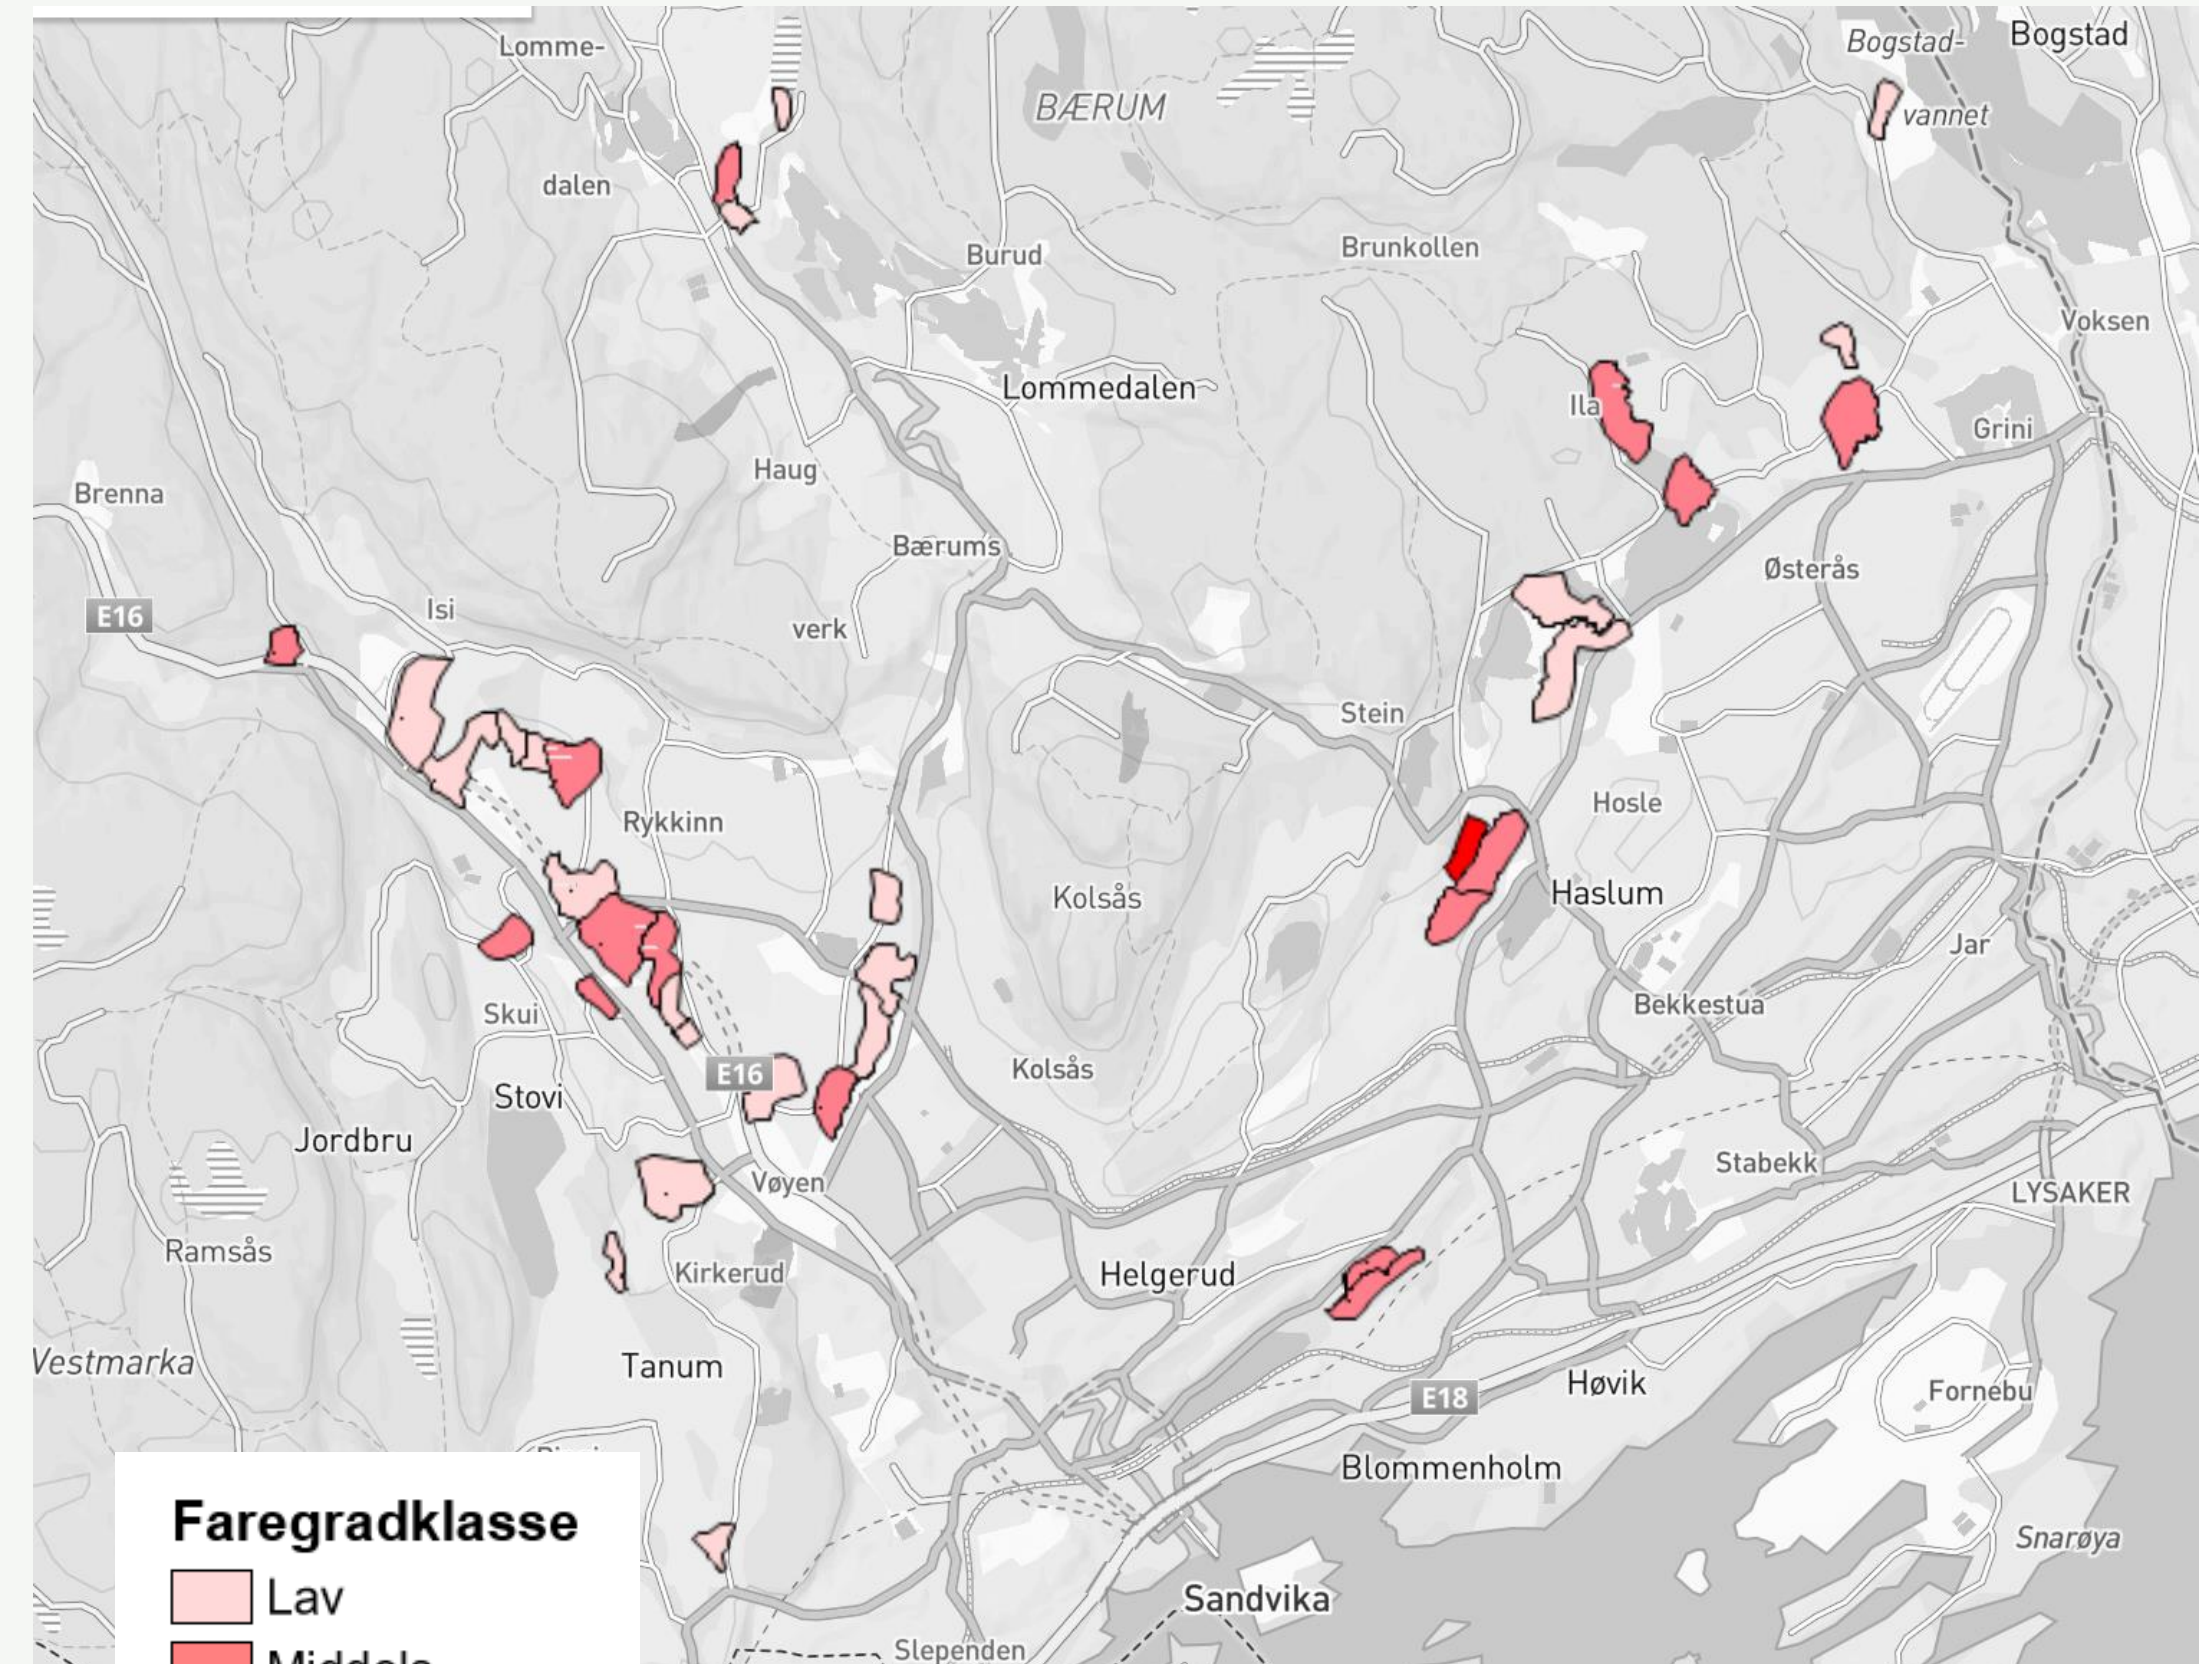 Lomme-
Bogstad-
Bogstad
BÆRUM
vannet
dalen
Burud
Brunkollen
Voksen
Lommedalen
Ila
Grini
Haug
Brenna
Bærums
Østerås
E16
Isi
verk
Stein
Hosle
Rykkinn
Kolsås
Haslum
Jar
Skui
Bekkestua
E16
Kolsås
Stovi
Jordbru
Stabekk
Vøyen
LYSAKER
Ramsås
Kirkerud
Helgerud
Vestmarka
Tanum
Høvik
Fornebu
E18
Blommenholm
Faregradklasse
Snarøya
Lav
Sandvika
Middels
Slependen